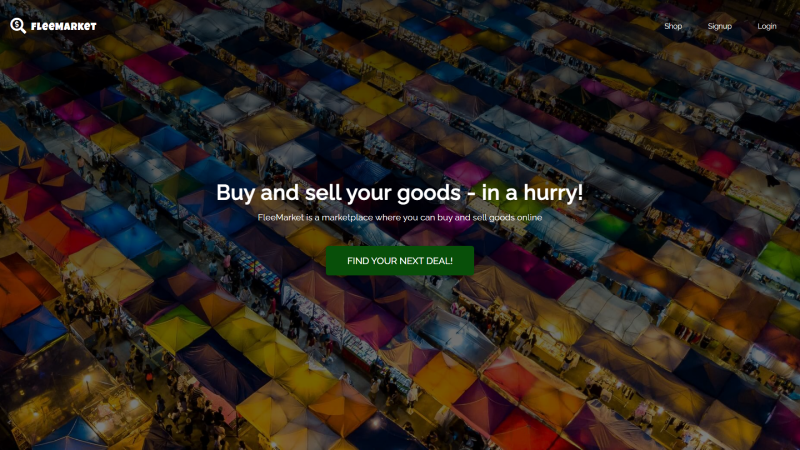 FLEEMARKET
Shop
Signup
Login
Buy and sell your goods - in a hurry!
FleeMarket is a marketplace where you can buy and sell goods online
FIND YOUR NEXT DEAL!